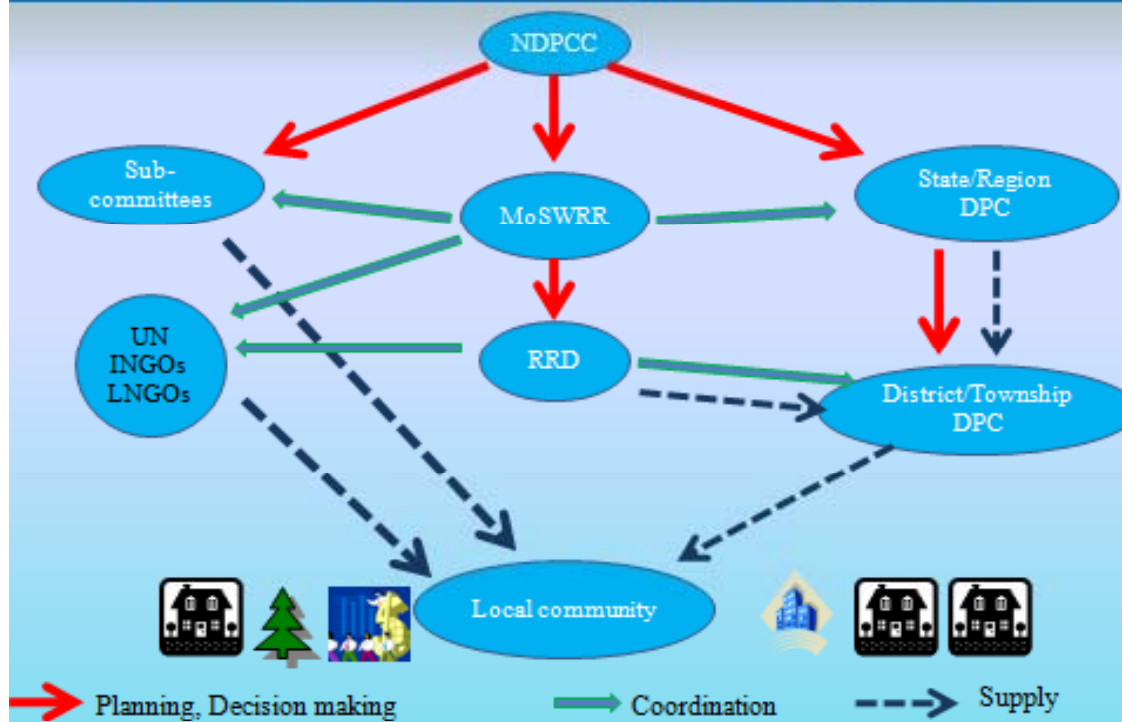 NDPCC
Sub-
committees
MoSWRR
State/Region
DPC
UN
INGOs
LNGOs
RRD
District/Township
DPC
Local community
Planning, Decision making
Coordination
Supply